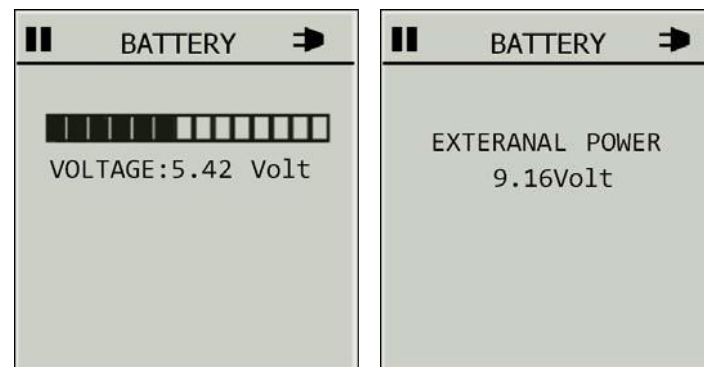 BATTERY
VOLTAGE:5.42 Volt
BATTERY
EXTERANAL POWER
9.16Volt